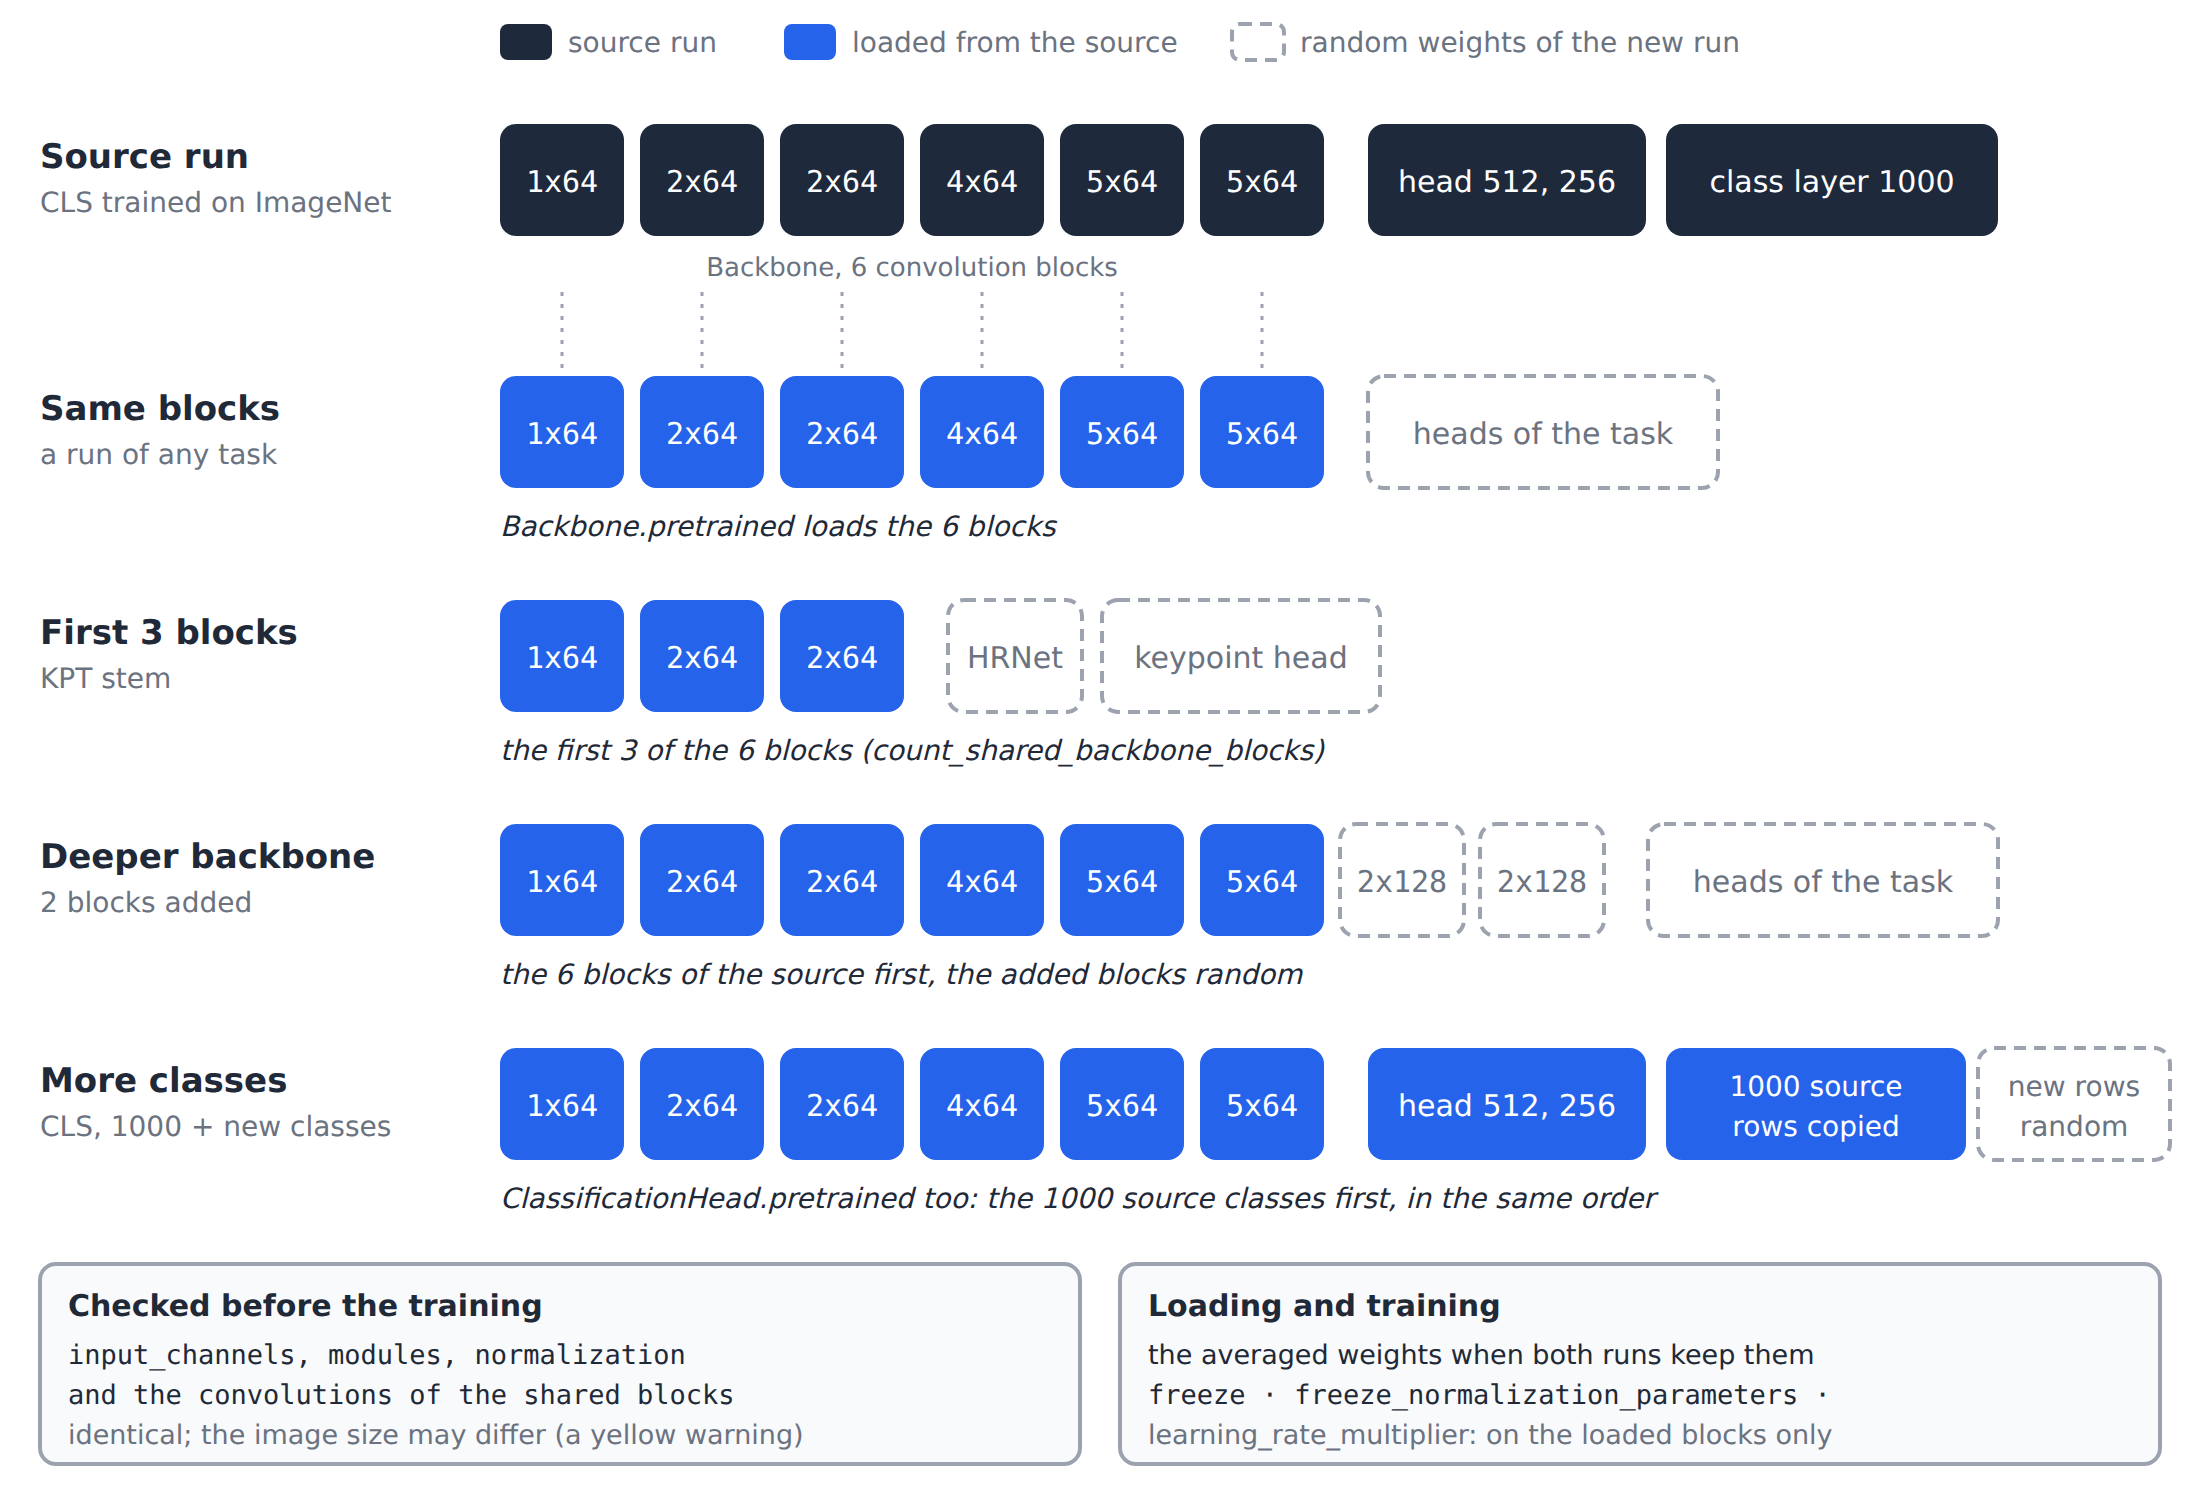 source run
loaded from the source
random weights of the new run
Source run
CLS trained on ImageNet
1x64
2x64
2x64
4x64
5x64
5x64
head 512, 256
class layer 1000
Backbone, 6 convolution blocks
Same blocks
a run of any task
1x64
2x64
2x64
4x64
5x64
5x64
heads of the task
Backbone.pretrained loads the 6 blocks
First 3 blocks
KPT stem
1x64
2x64
2x64
HRNet
keypoint head
the first 3 of the 6 blocks (count_shared_backbone_blocks)
Deeper backbone
2 blocks added
1x64
2x64
2x64
4x64
5x64
5x64
2x128
2x128
heads of the task
the 6 blocks of the source first, the added blocks random
More classes
CLS, 1000 + new classes
1x64
2x64
2x64
4x64
5x64
5x64
head 512, 256
1000 source
rows copied
new rows
random
ClassificationHead.pretrained too: the 1000 source classes first, in the same order
Checked before the training
input_channels, modules, normalization
and the convolutions of the shared blocks
identical; the image size may differ (a yellow warning)
Loading and training
the averaged weights when both runs keep them
freeze · freeze_normalization_parameters ·
learning_rate_multiplier: on the loaded blocks only